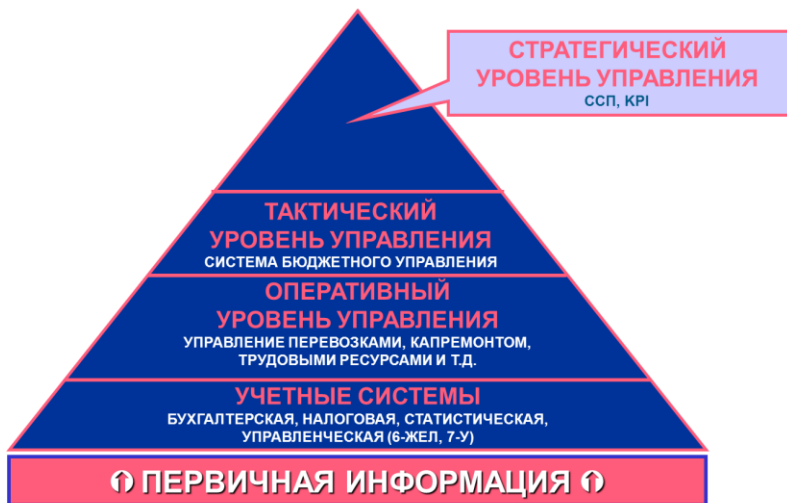 СТРАТЕГИЧЕСКИЙ
УРОВЕНЬ УПРАВЛЕНИЯ
ССП, KPI
ТАКТИЧЕСКИЙ
УРОВЕНЬ УПРАВЛЕНИЯ
СИСТЕМА БЮДЖЕТНОГО УПРАВЛЕНИЯ
ОПЕРАТИВНЫЙ
УРОВЕНЬ УПРАВЛЕНИЯ
УПРАВЛЕНИЕ ПЕРЕВОЗКАМИ, КАПРЕМОНТОМ,
ТРУДОВЫМИ РЕСУРСАМИ И Т.Д.
УЧЕТНЫЕ СИСТЕМЫ
БУХГАЛТЕРСКАЯ, НАЛОГОВАЯ, СТАТИСТИЧЕСКАЯ,
УПРАВЛЕНЧЕСКАЯ (6-ЖЕЛ, 7-У)
ПЕРВИЧНАЯ ИНФОРМАЦИЯ